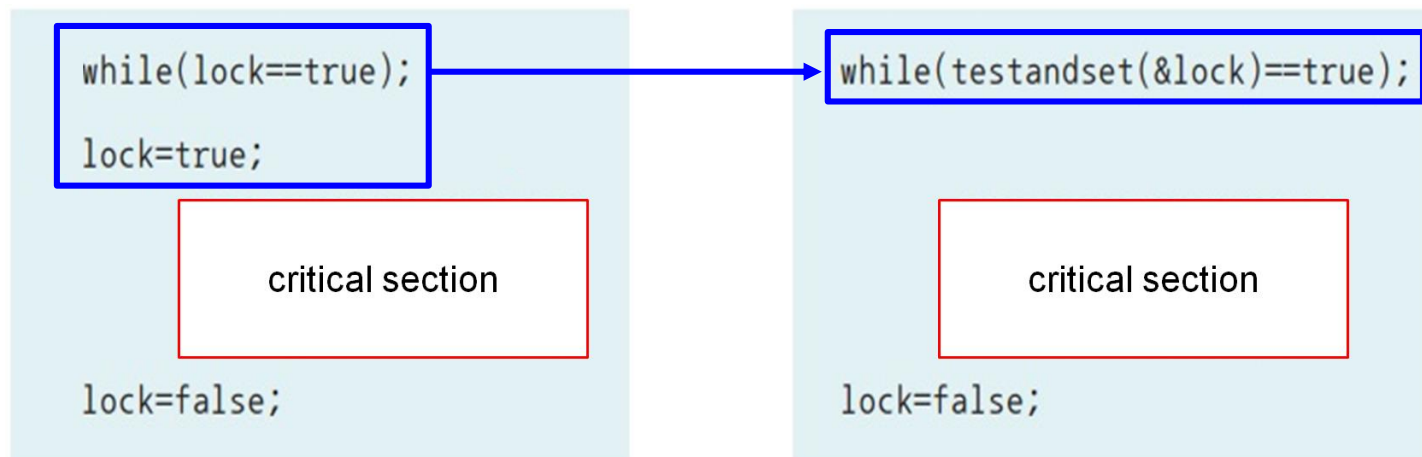 while(lock==true);
lock=true;
critical section
lock=false;
while(testandset(&lock)==true);
critical section
lock=false;